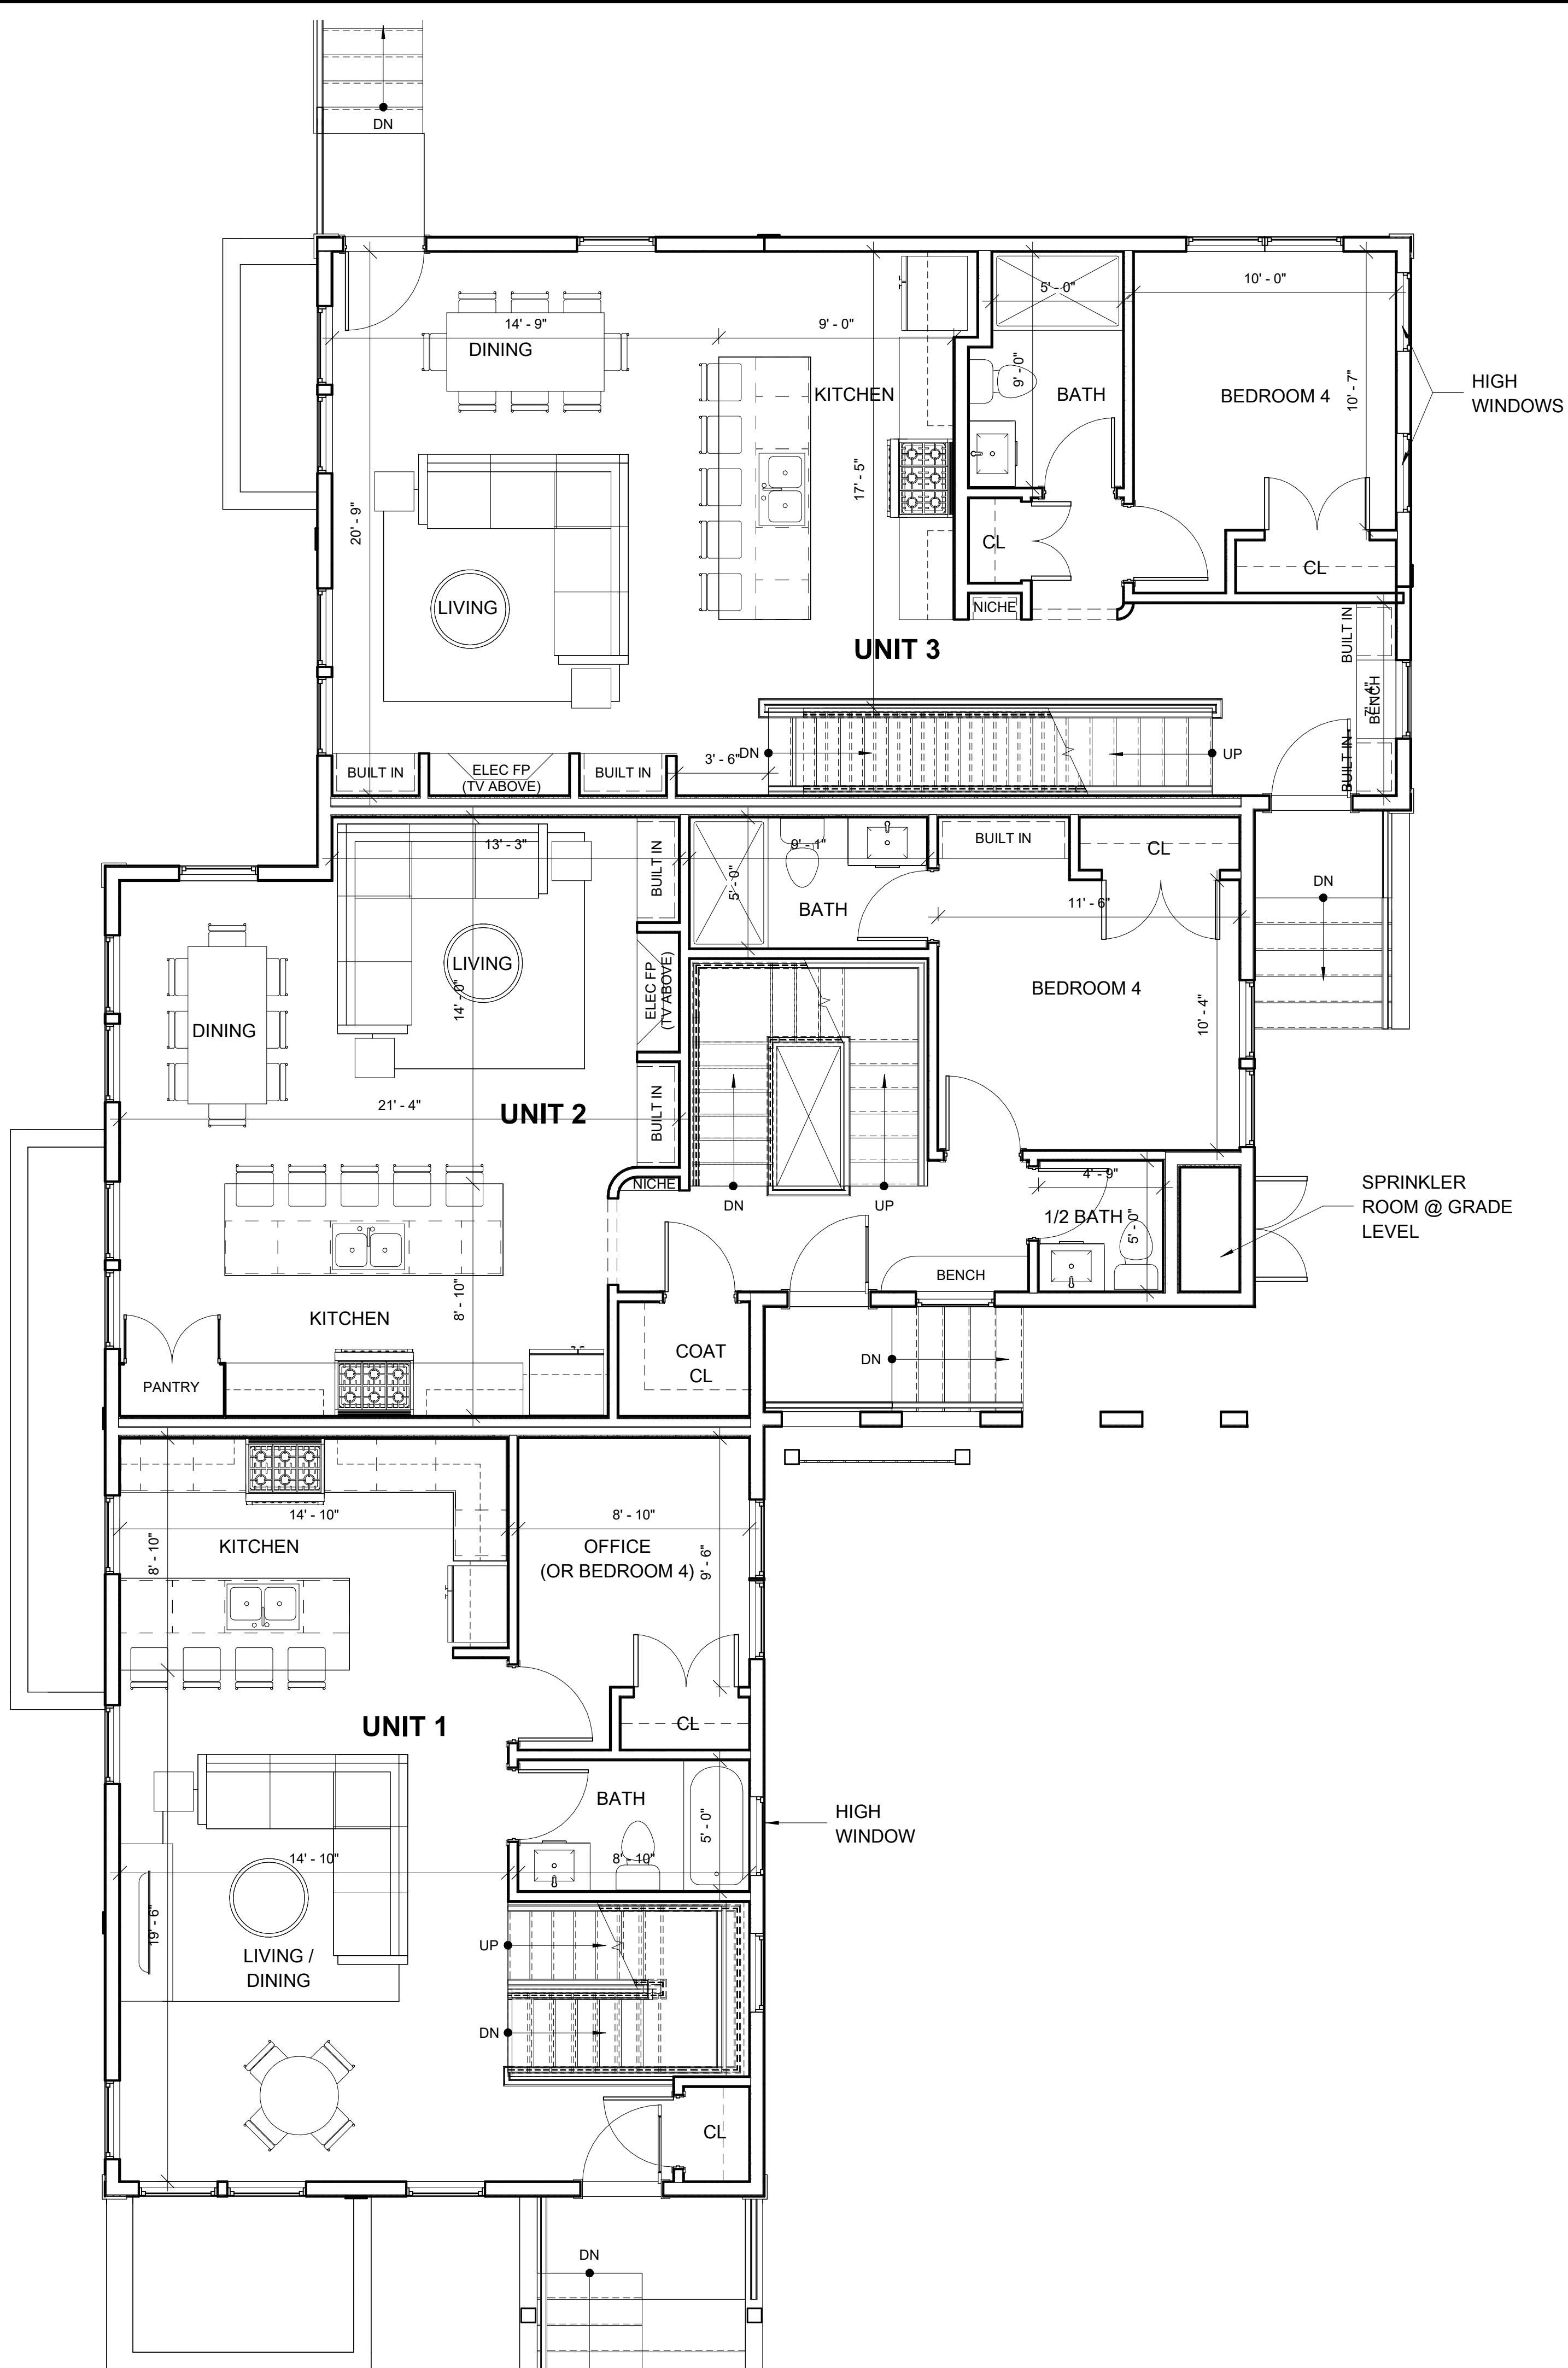 DN
14' - 9"
DINING
9' - 0"
5' - 0"
10' - 0"
KITCHEN
9' - 0"
BATH
BEDROOM 4
10' - 7"
HIGH
WINDOWS
20' - 9"
17' - 5"
CL
CL
LIVING
NICHE
UNIT 3
BUILT IN
7' - 4"
BENCH
BUILT IN
BUILT IN
ELEC FP
(TV ABOVE)
BUILT IN
3' - 6"
DN
UP
13' - 3"
BUILT IN
9' - 1"
5' - 0"
BATH
BUILT IN
CL
11' - 6"
DN
LIVING
14' - 0"
ELEC FP
(TV ABOVE)
DINING
BEDROOM 4
10' - 4"
21' - 4"
UNIT 2
BUILT IN
NICHE
DN
UP
4' - 9"
1/2 BATH
5' - 0"
SPRINKLER
ROOM @ GRADE
LEVEL
BENCH
8' - 10"
KITCHEN
PANTRY
COAT
CL
DN
14' - 10"
8' - 10"
KITCHEN
8' - 10"
OFFICE
(OR BEDROOM 4)
9' - 6"
UNIT 1
CL
BATH
5' - 0"
HIGH
WINDOW
14' - 10"
8' - 10"
19' - 6"
LIVING /
DINING
UP
DN
CL
DN